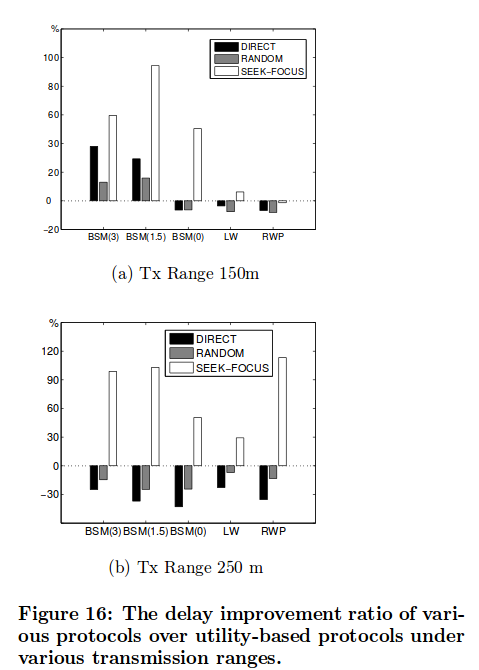 %
100
DIRECT
RANDOM
SEEK−FOCUS
80
60
30
20
0
−20
BSM(3) BSM(1.5) BSM(0) LW RWP
(a) Tx Range 150m
%
120
DIRECT
RANDOM
SEEK−FOCUS
90
60
30
0
−30
BSM(3) BSM(1.5) BSM(0) LW RWP
(b) Tx Range 250 m
Figure 16: The delay improvement ratio of vari-
ous protocols over utility-based protocols under
various transmission ranges.